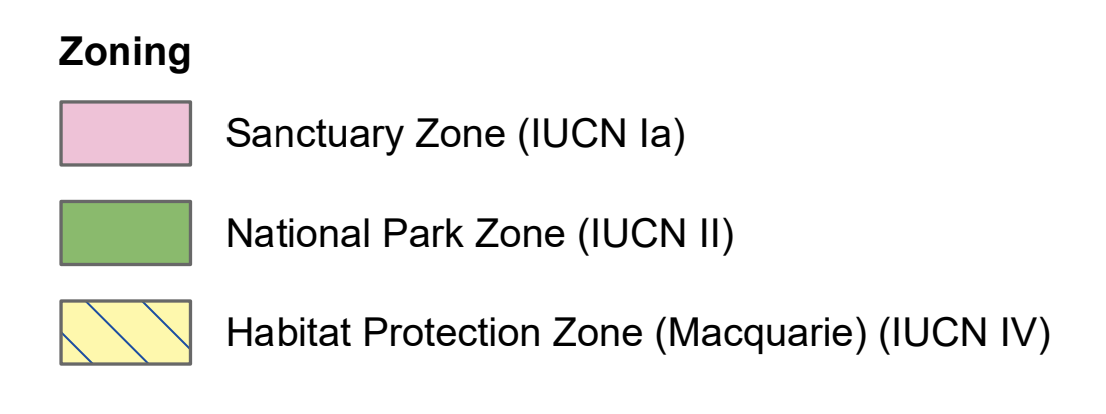 Zoning
Sanctuary Zone (IUCN Ia)
National Park Zone (IUCN II)
Habitat Protection Zone (Macquarie) (IUCN IV)